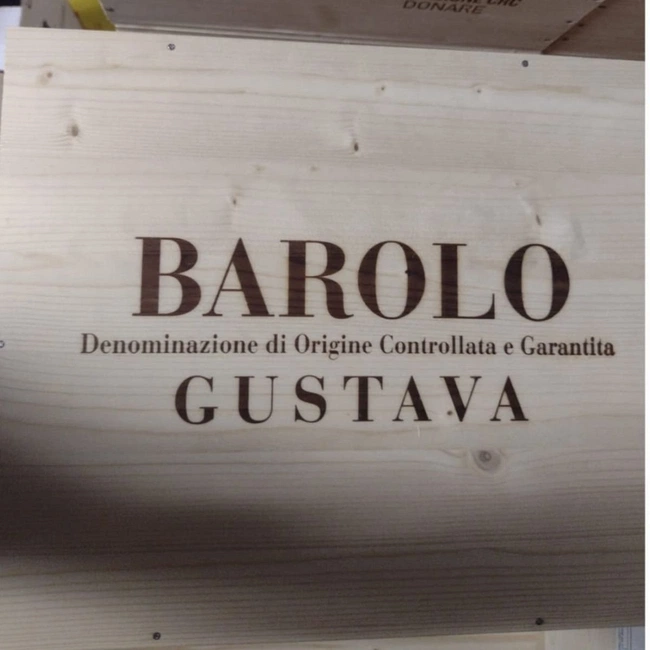 DONARE
BAROLO
Denominazione di Origine Controllata e Garantita
GUSTAVA